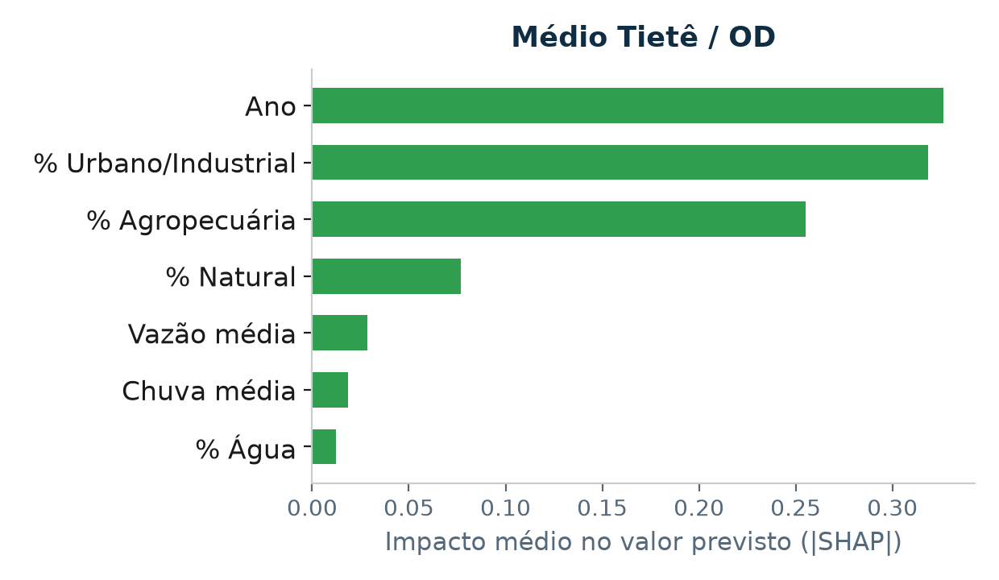 Médio Tietê / OD
Ano
% Urbano/Industrial
% Agropecuária
% Natural
Vazão média
Chuva média
% Água
0.00 0.05 0.10 0.15 0.20 0.25 0.30
Impacto médio no valor previsto (|SHAP|)